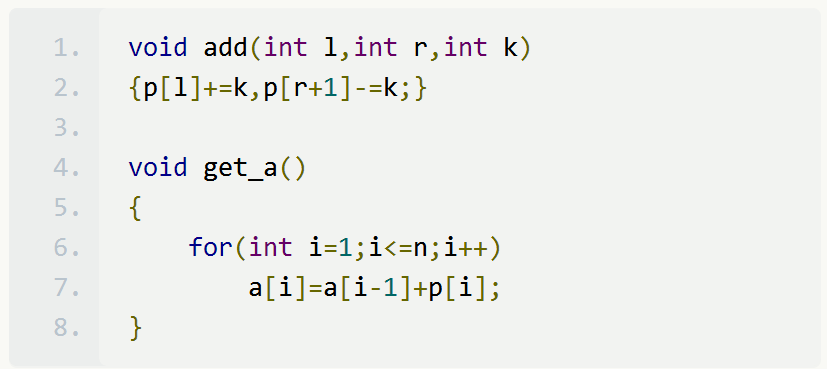 1. void add(int l,int r,int k)
2. {p[l]+=k,p[r+1]-=k;}
3.
4. void get_a()
5. {
6.     for(int i=1;i<=n;i++)
7.         a[i]=a[i-1]+p[i];
8. }